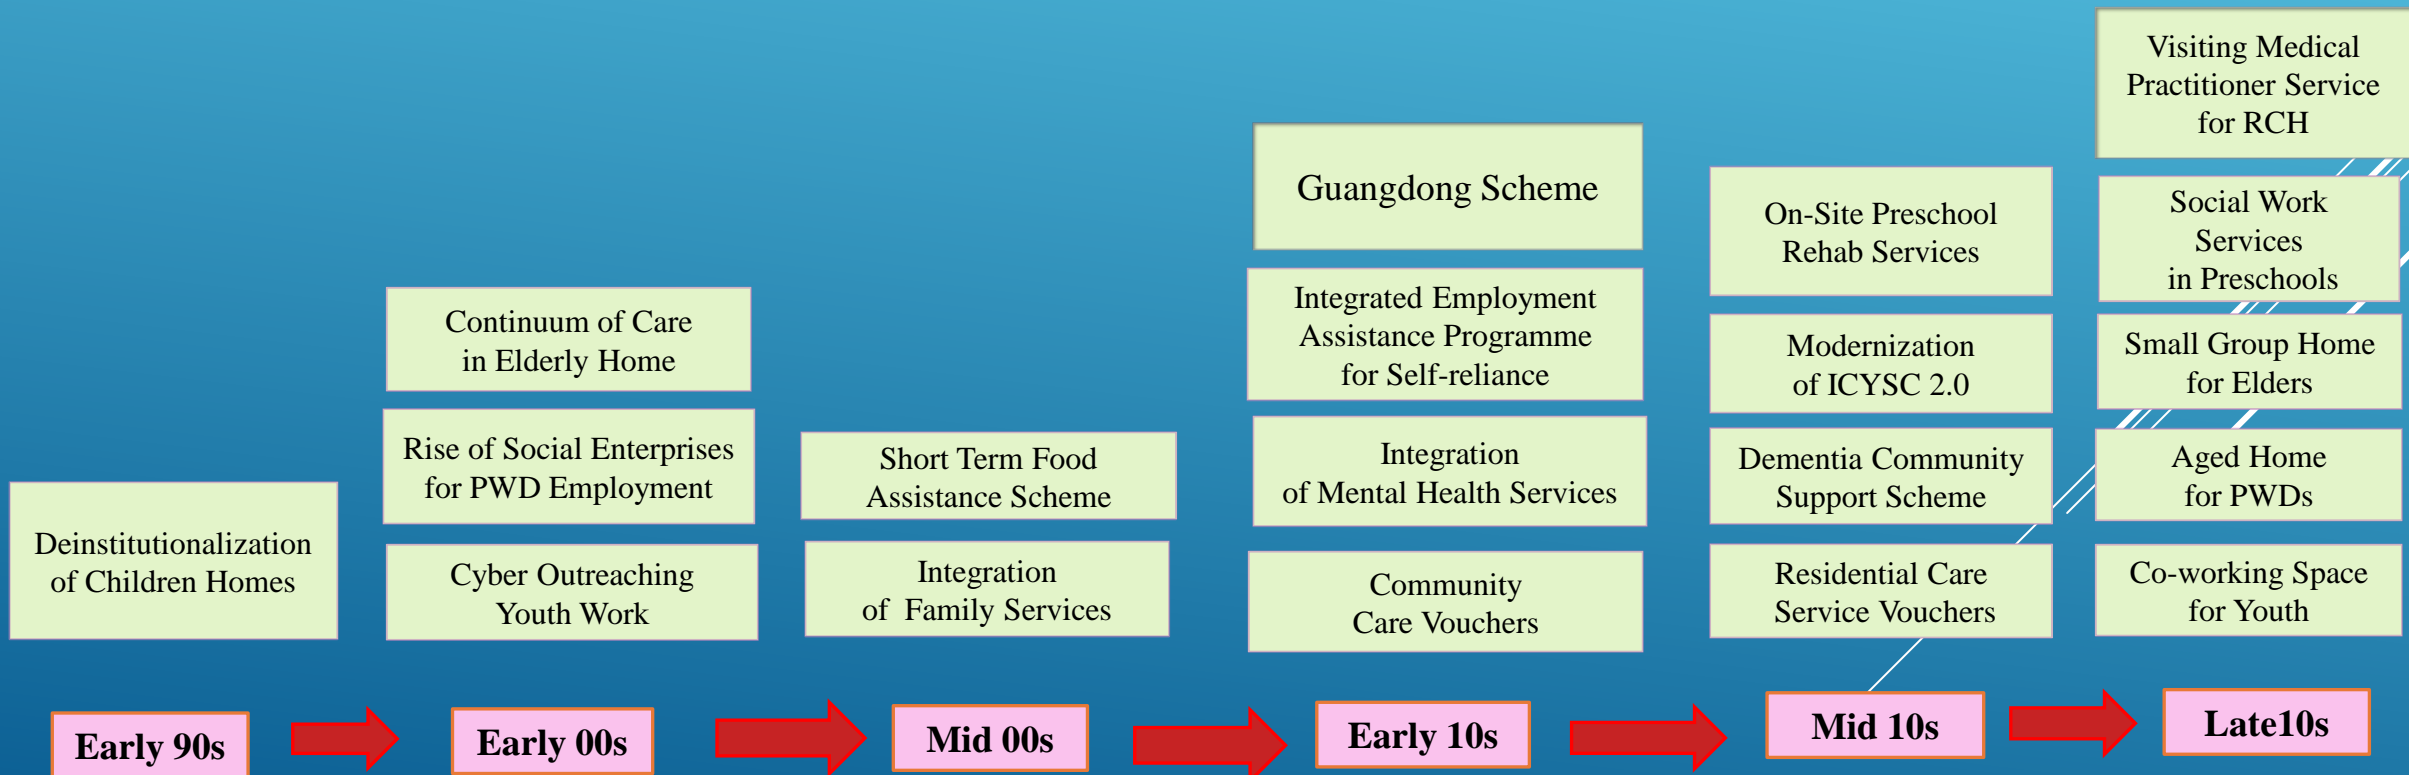 Deinstitutionalization
of Children Homes
Early 90s
Continuum of Care
in Elderly Home
Rise of Social Enterprises
for PWD Employment
Cyber Outreaching
Youth Work
Early 00s
Short Term Food
Assistance Scheme
Integration
of Family Services
Mid 00s
Guangdong Scheme
Integrated Employment
Assistance Programme
for Self-reliance
Integration
of Mental Health Services
Community
Care Vouchers
Early 10s
On-Site Preschool
Rehab Services
Modernization
of ICYSC 2.0
Dementia Community
Support Scheme
Residential Care
Service Vouchers
Mid 10s
Visiting Medical
Practitioner Service
for RCH
Social Work
Services
in Preschools
Small Group Home
for Elders
Aged Home
for PWDs
Co-working Space
for Youth
Late10s